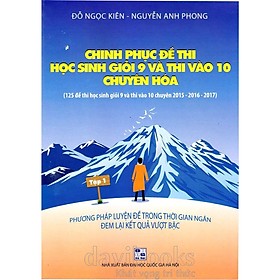 ĐỖ NGỌC KIÊN - NGUYỄN ANH PHONG
CHINH PHỤC ĐỀ THI
HỌC SINH GIỎI 9 VÀ THI VÀO 10
CHUYÊN HÓA
(125 đề thi học sinh giỏi 9 và thi vào 10 chuyên 2015 - 2016 - 2017)
Tập 1
PHƯƠNG PHÁP LUYỆN ĐỀ TRONG THỜI GIAN NGẮN
ĐEM LẠI KẾT QUẢ VƯỢT BẬC
NHÀ XUẤT BẢN ĐẠI HỌC QUỐC GIA HÀ NỘI